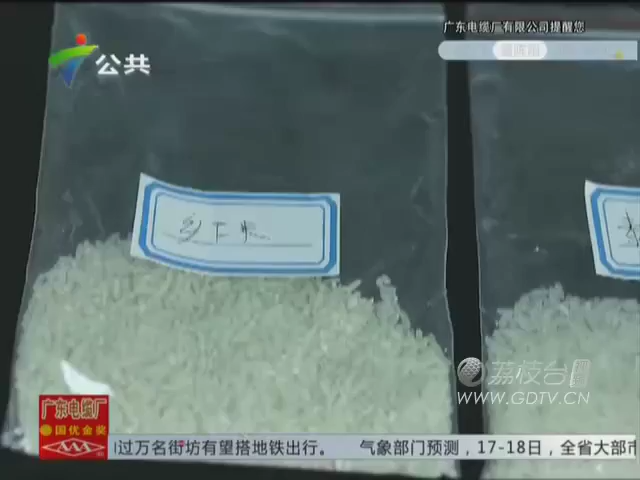 广东电缆厂有限公司提醒您
公共
乡下米
荔枝台
WWW.GDTV.CN
广东电缆厂
国优金奖
过万名街坊有望搭地铁出行。 气象部门预测，17-18日，全省大部市